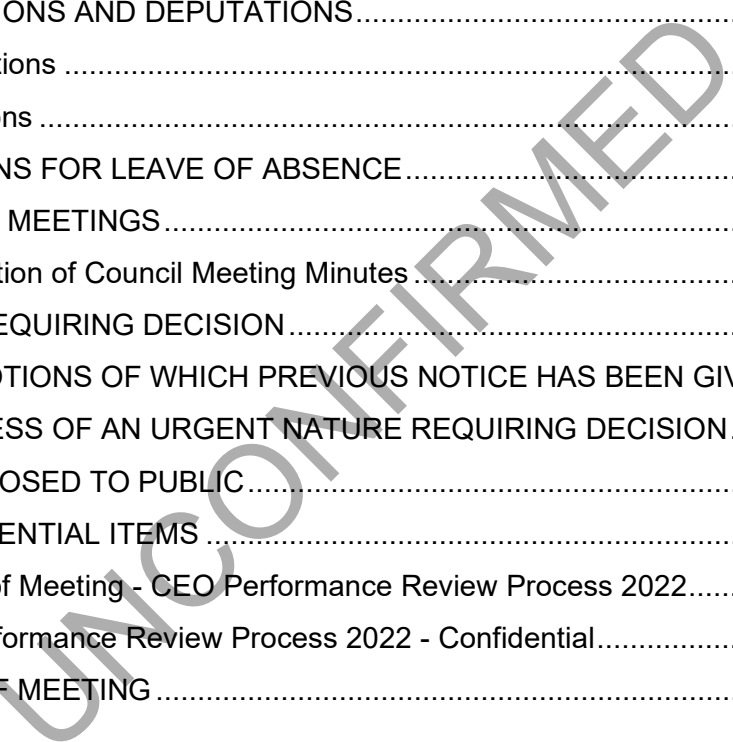 IONS AND DEPUTATIONS
tions
ons
NS FOR LEAVE OF ABSENCE
MEETINGS
tion of Council Meeting Minutes
EQUIRING DECISION
OTIONS OF WHICH PREVIOUS NOTICE HAS BEEN GIV
ESS OF AN URGENT NATURE REQUIRING DECISION
OSED TO PUBLIC
ENTIAL ITEMS
of Meeting - CEO Performance Review Process 2022
formance Review Process 2022 - Confidential
F MEETING
UNCONFIRMED